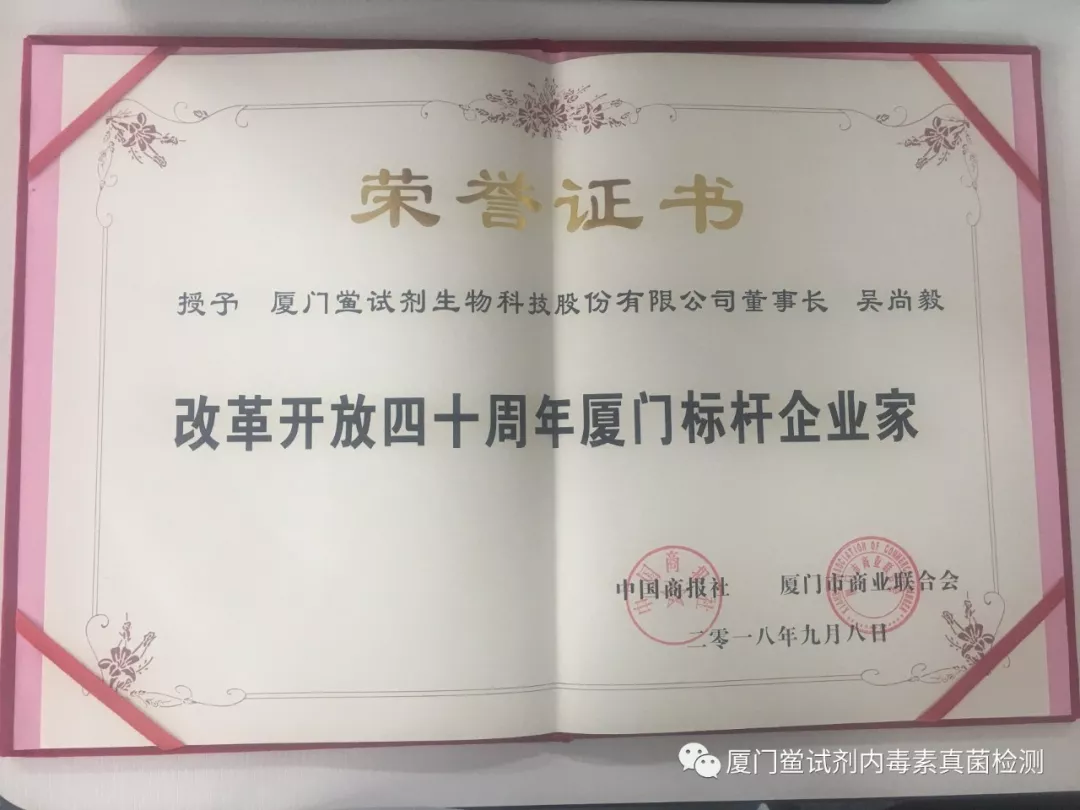 荣誉证书
授予 厦门鲎试剂生物科技股份有限公司董事长 吴尚毅
改革开放四十周年厦门标杆企业家
中国商报社 厦门市商业联合会
二零一八年九月八日
厦门鲎试剂内毒素真菌检测